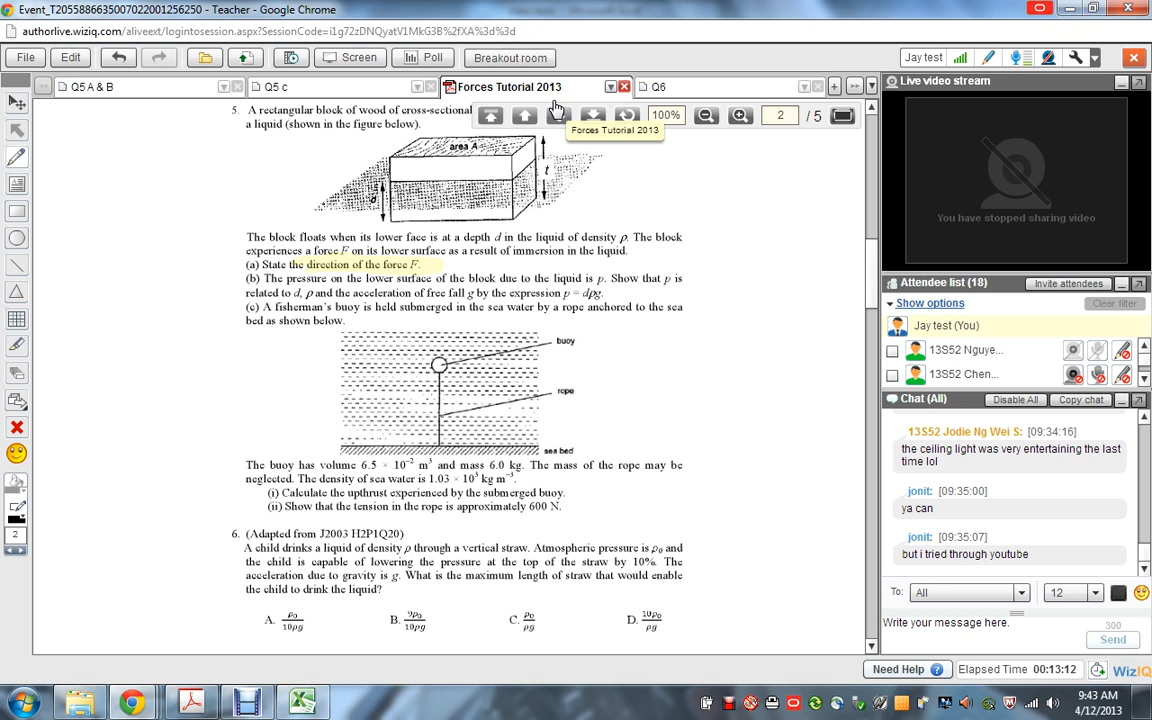 Event_T2055886635070220012562​50 - Teacher - Google Chrome
authorlive.wiziq.com/aliveext/logintosession.aspx?SessionCode=i1g72zDNQyatV1MkG3B%2fXA%3d%3d
File Edit Screen Poll Breakout room Jay test
Q5 A & B Q5 c Forces Tutorial 2013 Q6
100% 2 / 5
Forces Tutorial 2013
5. A rectangular block of wood of cross-sectional
a liquid (shown in the figure below).
area A
t
d
The block floats when its lower face is at a depth d in the liquid of density ρ. The block
experiences a force F on its lower surface as a result of immersion in the liquid.
(a) State the direction of the force F.
(b) The pressure on the lower surface of the block due to the liquid is p. Show that p is
related to d, ρ and the acceleration of free fall g by the expression p = dρg.
(c) A fisherman's buoy is held submerged in the sea water by a rope anchored to the sea
bed as shown below.
buoy
rope
sea bed
The buoy has volume 6.5 × 10⁻² m³ and mass 6.0 kg. The mass of the rope may be
neglected. The density of sea water is 1.03 × 10³ kg m⁻³.
(i) Calculate the upthrust experienced by the submerged buoy.
(ii) Show that the tension in the rope is approximately 600 N.
6. (Adapted from J2003 H2P1Q20)
A child drinks a liquid of density ρ through a vertical straw. Atmospheric pressure is ρ₀ and
the child is capable of lowering the pressure at the top of the straw by 10%. The
acceleration due to gravity is g. What is the maximum length of straw that would enable
the child to drink the liquid?
A. ρ₀/10ρg B. 9ρ₀/10ρg C. ρ₀/ρg D. 10ρ₀/ρg
2
Live video stream
You have stopped sharing video
Attendee list (18) Invite attendees
Show options Clear filter
Jay test (You)
13S52 Nguye...
13S52 Chen...
Chat (All) Disable All Copy chat
13S52 Jodie Ng Wei S: [09:34:16]
the ceiling light was very entertaining the last
time lol
jonit: [09:35:00]
ya can
jonit: [09:35:07]
but i tried through youtube
To: All 12
Write your message here. 300
Send
Need Help ? Elapsed Time 00:13:12 WizIQ
9:43 AM
4/12/2013